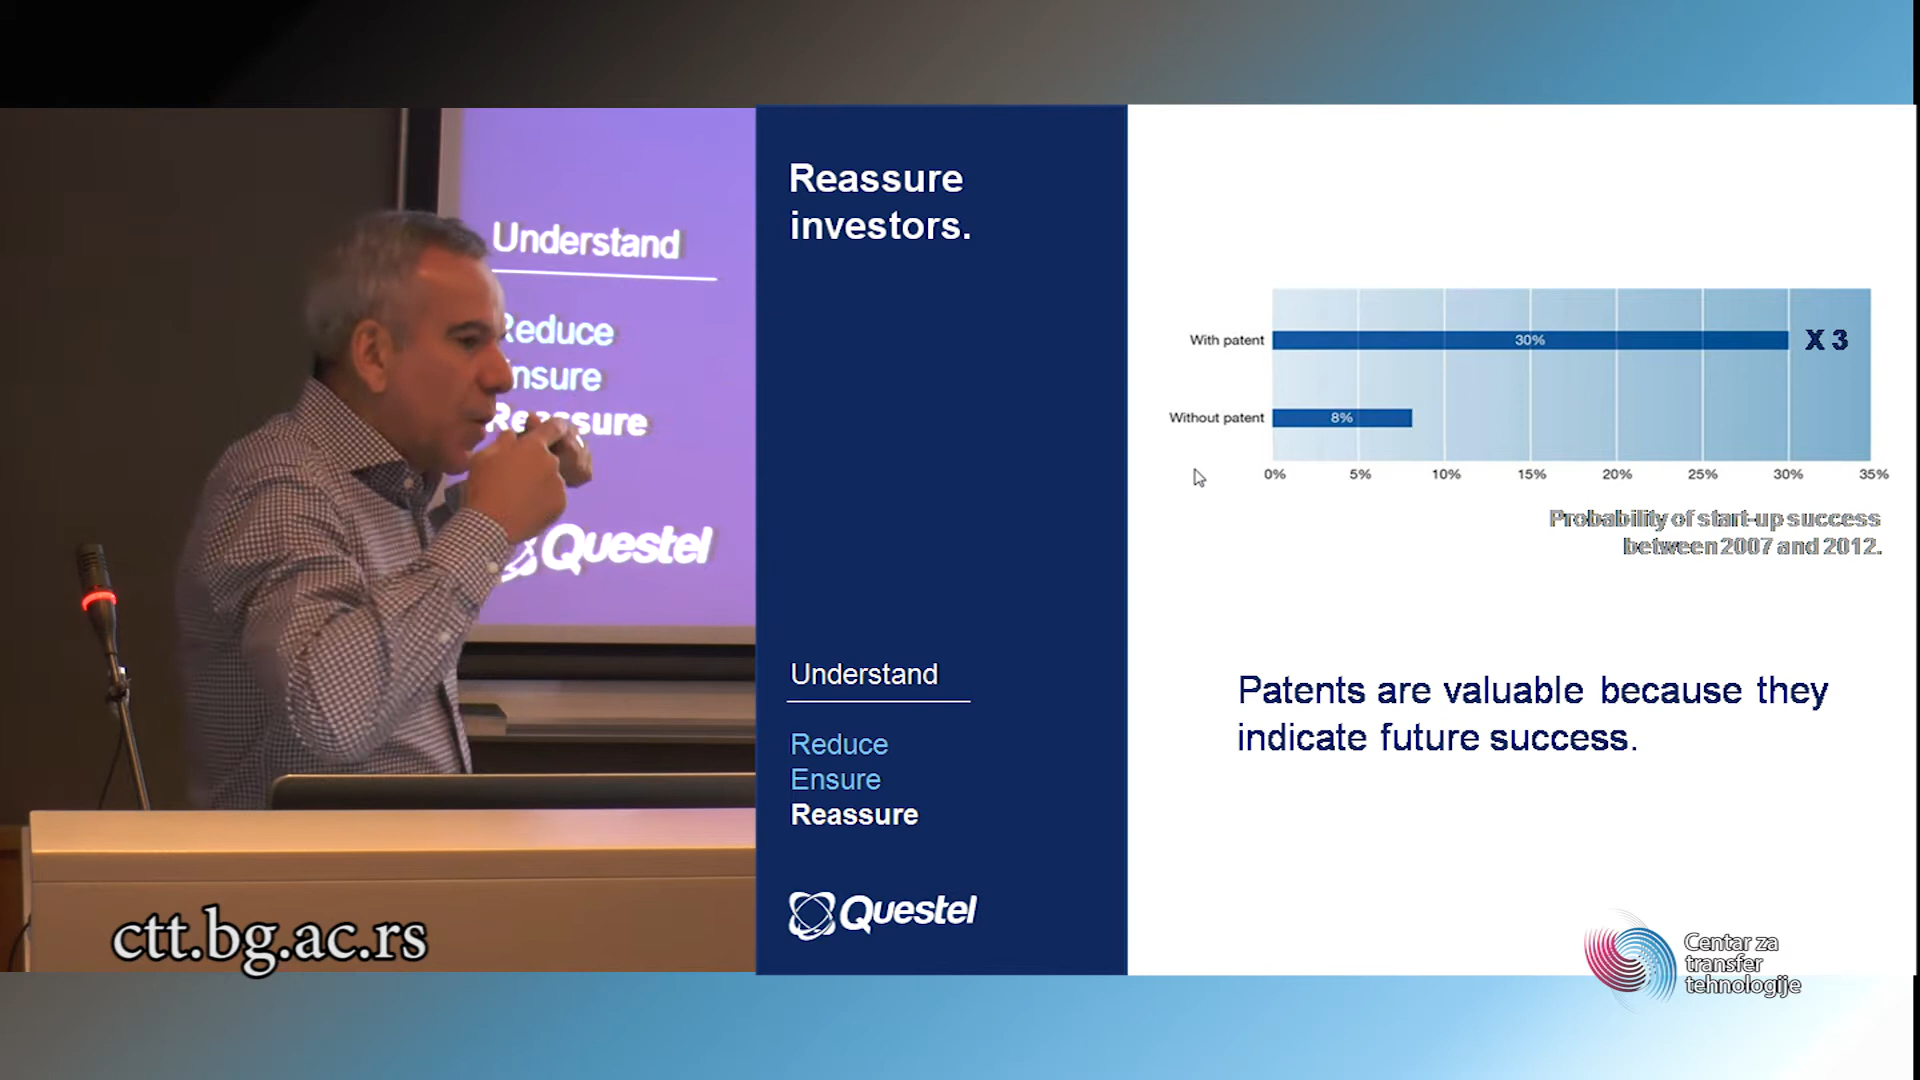 Understand
Reduce
Ensure
Reassure
Questel
ctt.bg.ac.rs
Reassure
investors.
Understand
Reduce
Ensure
Reassure
Questel
With patent
30%
X 3
Without patent
8%
0% 5% 10% 15% 20% 25% 30% 35%
Probability of start-up success
between 2007 and 2012.
Patents are valuable because they
indicate future success.
Centar za
transfer
tehnologije